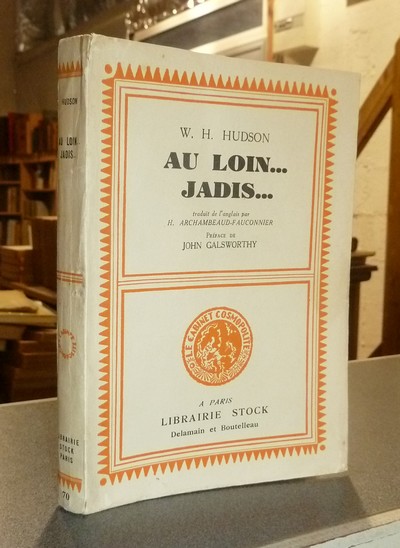 W. H. HUDSON
AU LOIN...
JADIS...
traduit de l'anglais par
H. ARCHAMBEAUD-FAUCONNIER
PRÉFACE DE
JOHN GALSWORTHY
LE CABINET COSMOPOLITE
A PARIS
LIBRAIRIE STOCK
Delamain et Boutelleau
HUDSON
AU LOIN
JADIS...
LIBRAIRIE
STOCK
PARIS
70